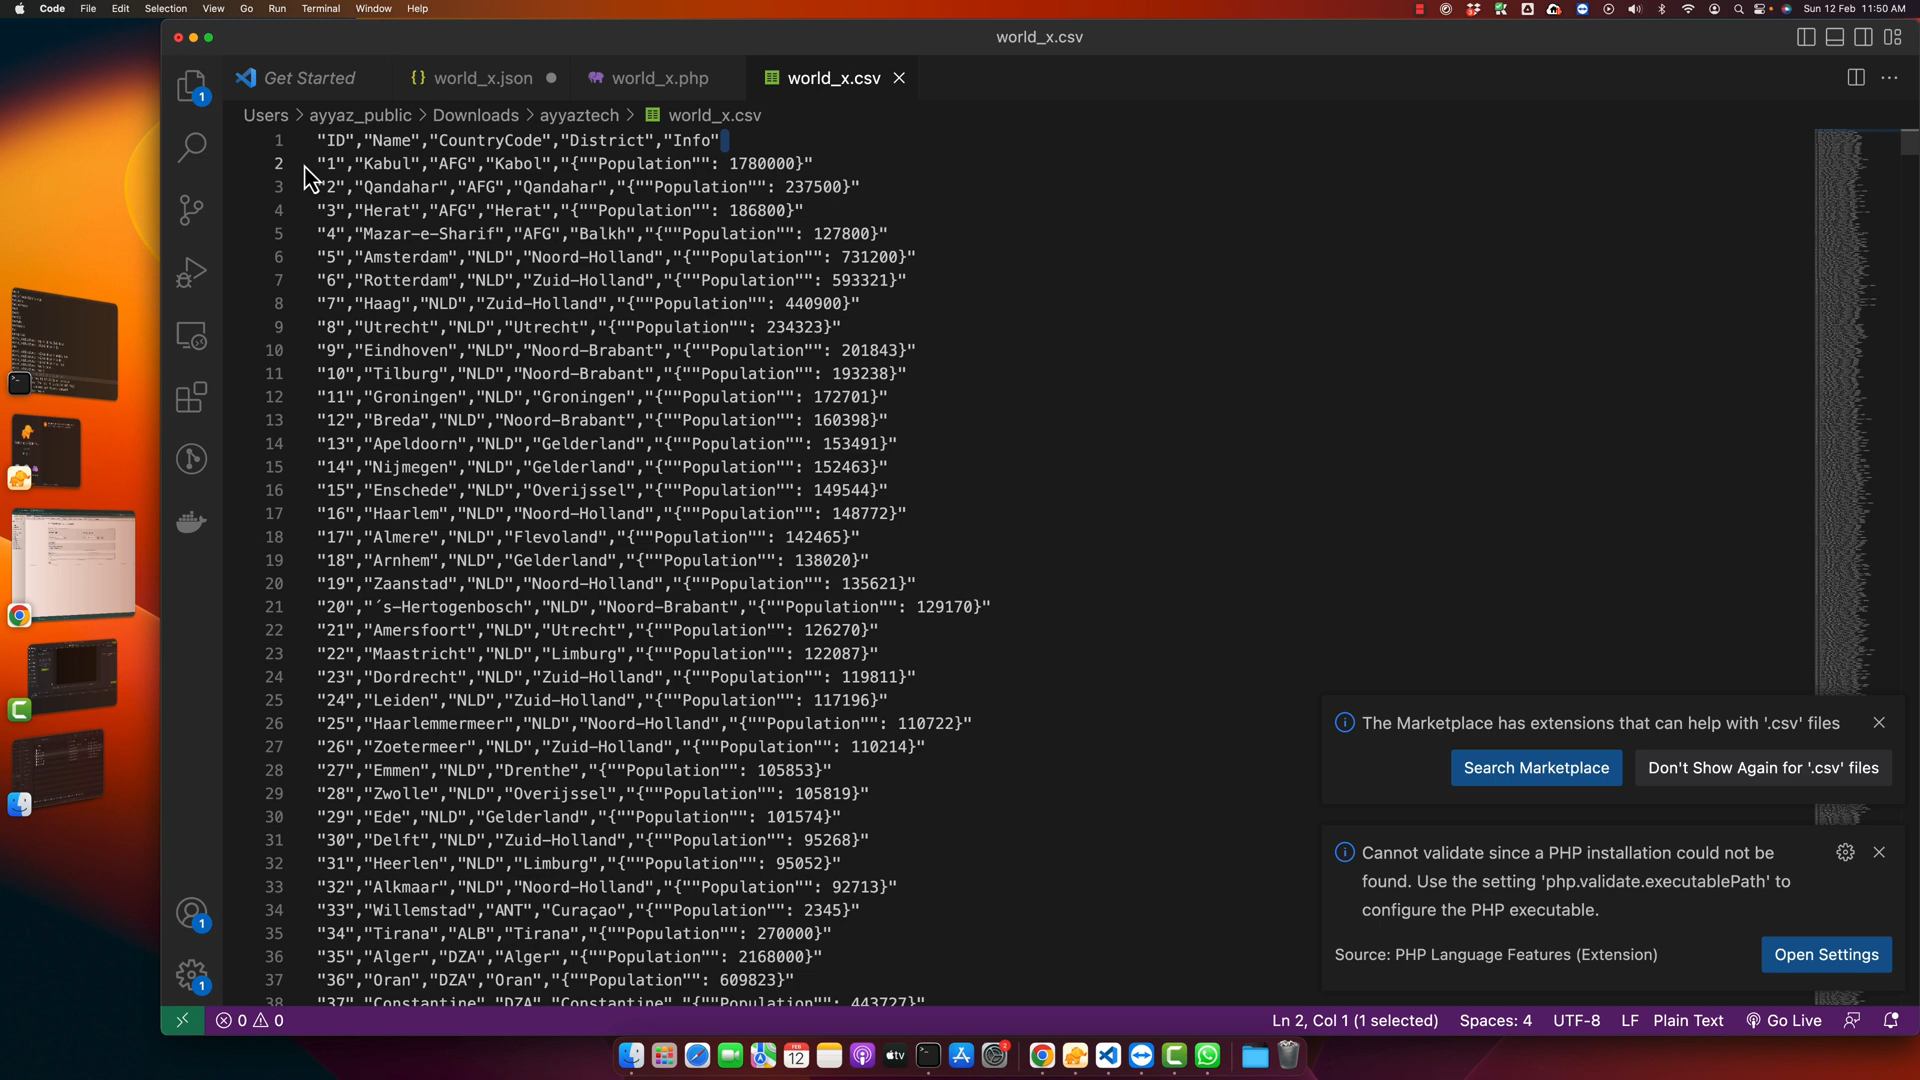 Code File Edit Selection View Go Run Terminal Window Help
Sun 12 Feb 11:50 AM
world_x.csv
Get Started
{} world_x.json
world_x.php
world_x.csv
Users > ayyaz_public > Downloads > ayyaztech > world_x.csv
1 "ID","Name","CountryCode","District","Info"
2 "1","Kabul","AFG","Kabol","{""Population"": 1780000}"
3 "2","Qandahar","AFG","Qandahar","{""Population"": 237500}"
4 "3","Herat","AFG","Herat","{""Population"": 186800}"
5 "4","Mazar-e-Sharif","AFG","Balkh","{""Population"": 127800}"
6 "5","Amsterdam","NLD","Noord-Holland","{""Population"": 731200}"
7 "6","Rotterdam","NLD","Zuid-Holland","{""Population"": 593321}"
8 "7","Haag","NLD","Zuid-Holland","{""Population"": 440900}"
9 "8","Utrecht","NLD","Utrecht","{""Population"": 234323}"
10 "9","Eindhoven","NLD","Noord-Brabant","{""Population"": 201843}"
11 "10","Tilburg","NLD","Noord-Brabant","{""Population"": 193238}"
12 "11","Groningen","NLD","Groningen","{""Population"": 172701}"
13 "12","Breda","NLD","Noord-Brabant","{""Population"": 160398}"
14 "13","Apeldoorn","NLD","Gelderland","{""Population"": 153491}"
15 "14","Nijmegen","NLD","Gelderland","{""Population"": 152463}"
16 "15","Enschede","NLD","Overijssel","{""Population"": 149544}"
17 "16","Haarlem","NLD","Noord-Holland","{""Population"": 148772}"
18 "17","Almere","NLD","Flevoland","{""Population"": 142465}"
19 "18","Arnhem","NLD","Gelderland","{""Population"": 138020}"
20 "19","Zaanstad","NLD","Noord-Holland","{""Population"": 135621}"
21 "20","´s-Hertogenbosch","NLD","Noord-Brabant","{""Population"": 129170}"
22 "21","Amersfoort","NLD","Utrecht","{""Population"": 126270}"
23 "22","Maastricht","NLD","Limburg","{""Population"": 122087}"
24 "23","Dordrecht","NLD","Zuid-Holland","{""Population"": 119811}"
25 "24","Leiden","NLD","Zuid-Holland","{""Population"": 117196}"
26 "25","Haarlemmermeer","NLD","Noord-Holland","{""Population"": 110722}"
27 "26","Zoetermeer","NLD","Zuid-Holland","{""Population"": 110214}"
28 "27","Emmen","NLD","Drenthe","{""Population"": 105853}"
29 "28","Zwolle","NLD","Overijssel","{""Population"": 105819}"
30 "29","Ede","NLD","Gelderland","{""Population"": 101574}"
31 "30","Delft","NLD","Zuid-Holland","{""Population"": 95268}"
32 "31","Heerlen","NLD","Limburg","{""Population"": 95052}"
33 "32","Alkmaar","NLD","Noord-Holland","{""Population"": 92713}"
34 "33","Willemstad","ANT","Curaçao","{""Population"": 2345}"
35 "34","Tirana","ALB","Tirana","{""Population"": 270000}"
36 "35","Alger","DZA","Alger","{""Population"": 2168000}"
37 "36","Oran","DZA","Oran","{""Population"": 609823}"
38 "37","Constantine","DZA","Constantine","{""Population"": 443727}"
The Marketplace has extensions that can help with '.csv' files
Search Marketplace
Don't Show Again for '.csv' files
Cannot validate since a PHP installation could not be
found. Use the setting 'php.validate.executablePath' to
configure the PHP executable.
Source: PHP Language Features (Extension)
Open Settings
1
1
1
0 0
Ln 2, Col 1 (1 selected) Spaces: 4 UTF-8 LF Plain Text Go Live
FEB
12
tv
2